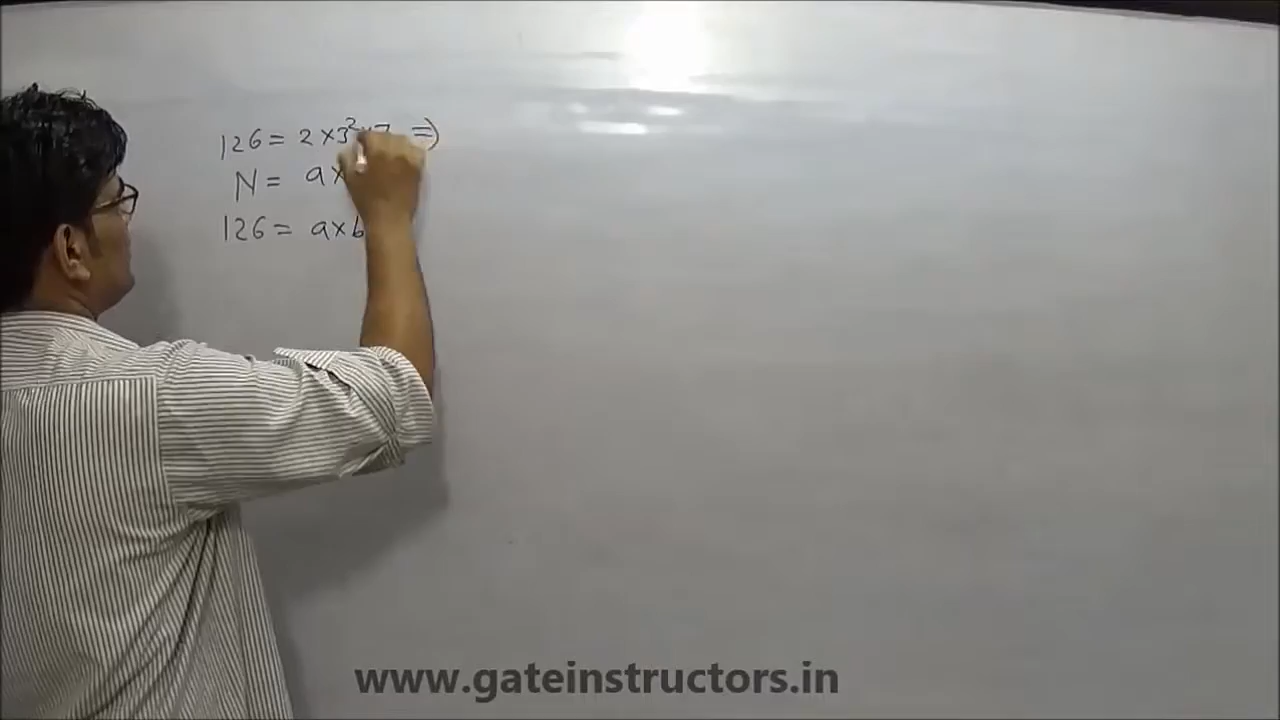 126 = 2 x 3² x 7 =)
N = a x
126 = a x b
www.gateinstructors.in